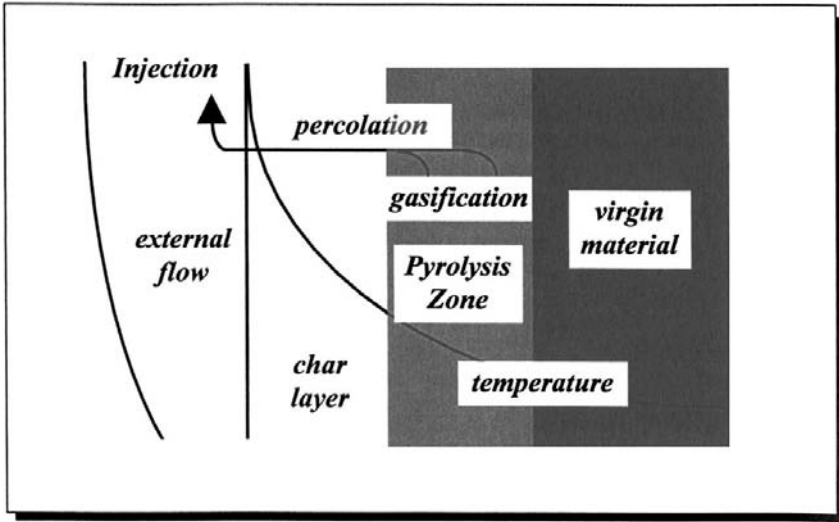 Injection
percolation
gasification
virgin
material
external
flow
Pyrolysis
Zone
char
layer
temperature